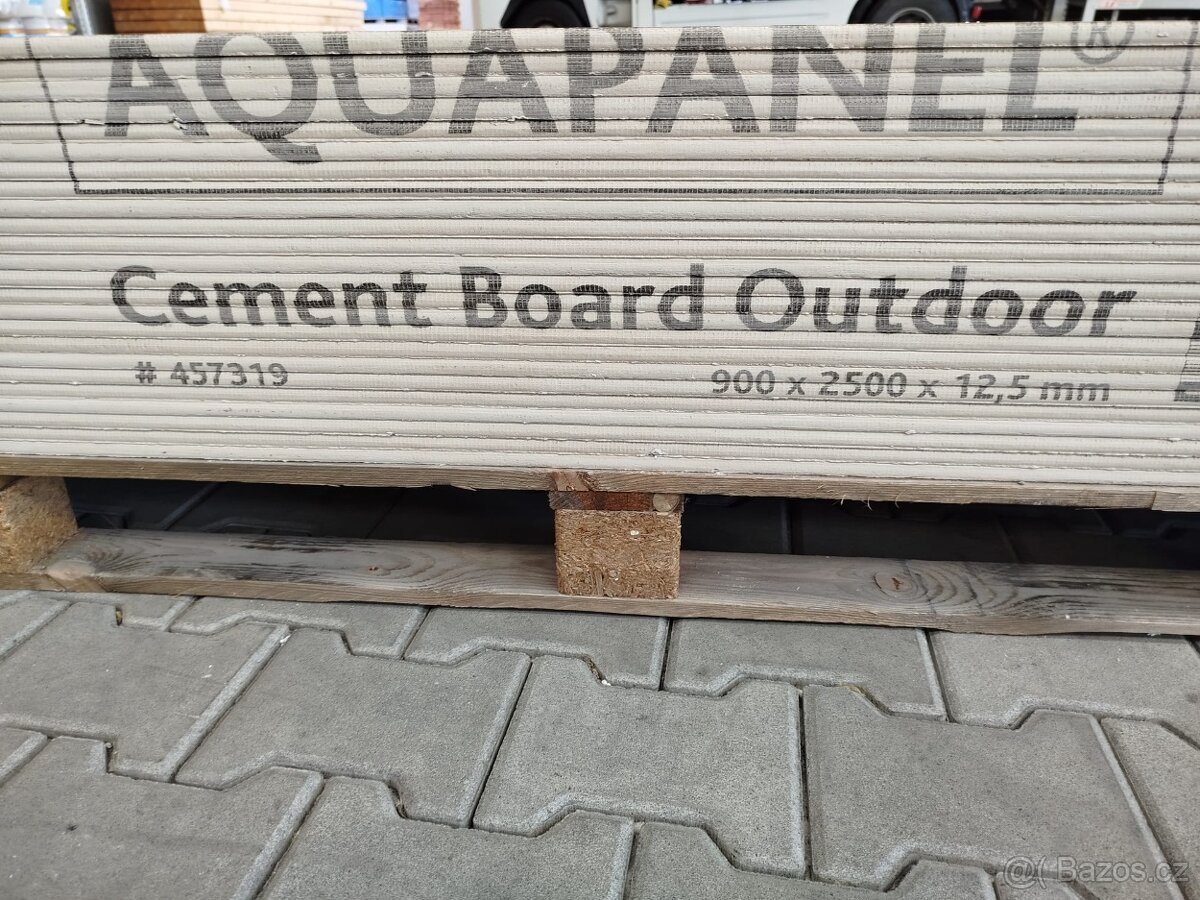 AQUAPANEL®
Cement Board Outdoor
# 457319 900 x 2500 x 12,5 mm
Bazos.cz